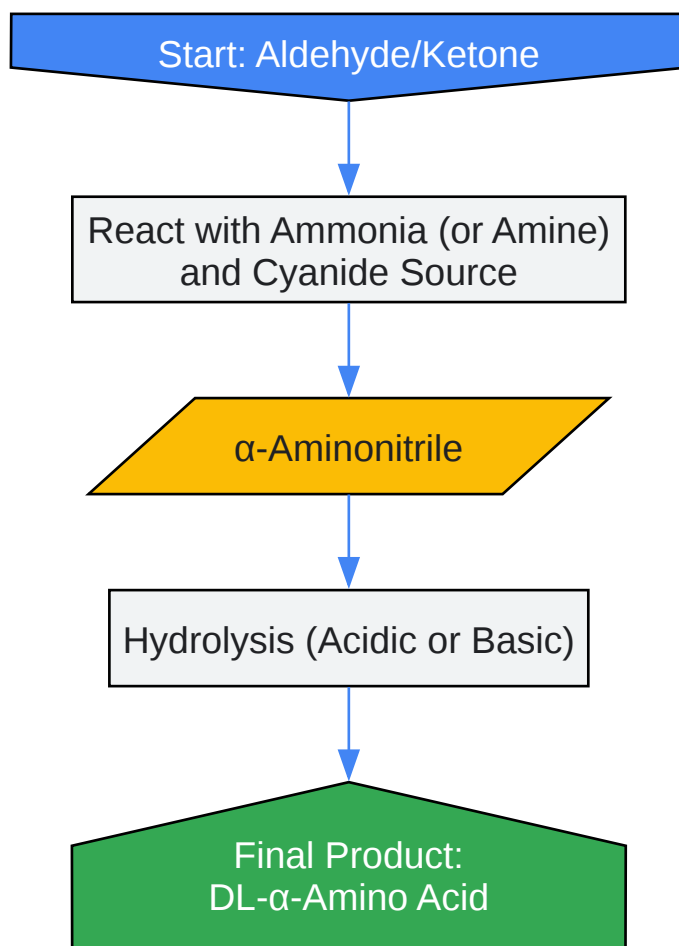 Start: Aldehyde/Ketone
React with Ammonia (or Amine)
and Cyanide Source
α-Aminonitrile
Hydrolysis (Acidic or Basic)
Final Product:
DL-α-Amino Acid